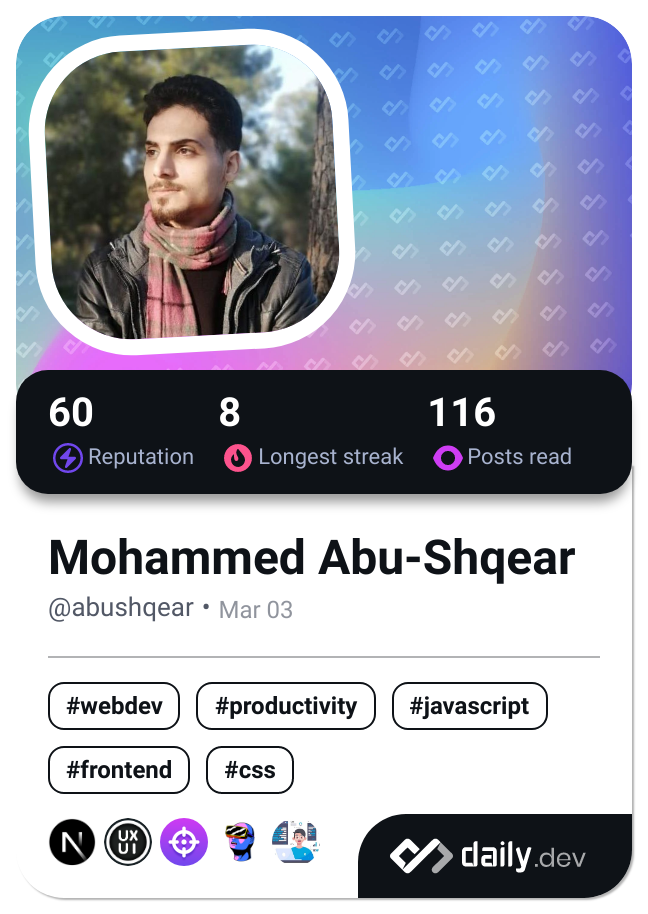 60 8 116
Reputation Longest streak Posts read
Mohammed Abu-Shqear
@abushqear • Mar 03
#webdev #productivity #javascript
#frontend #css
N UX UI
daily.dev